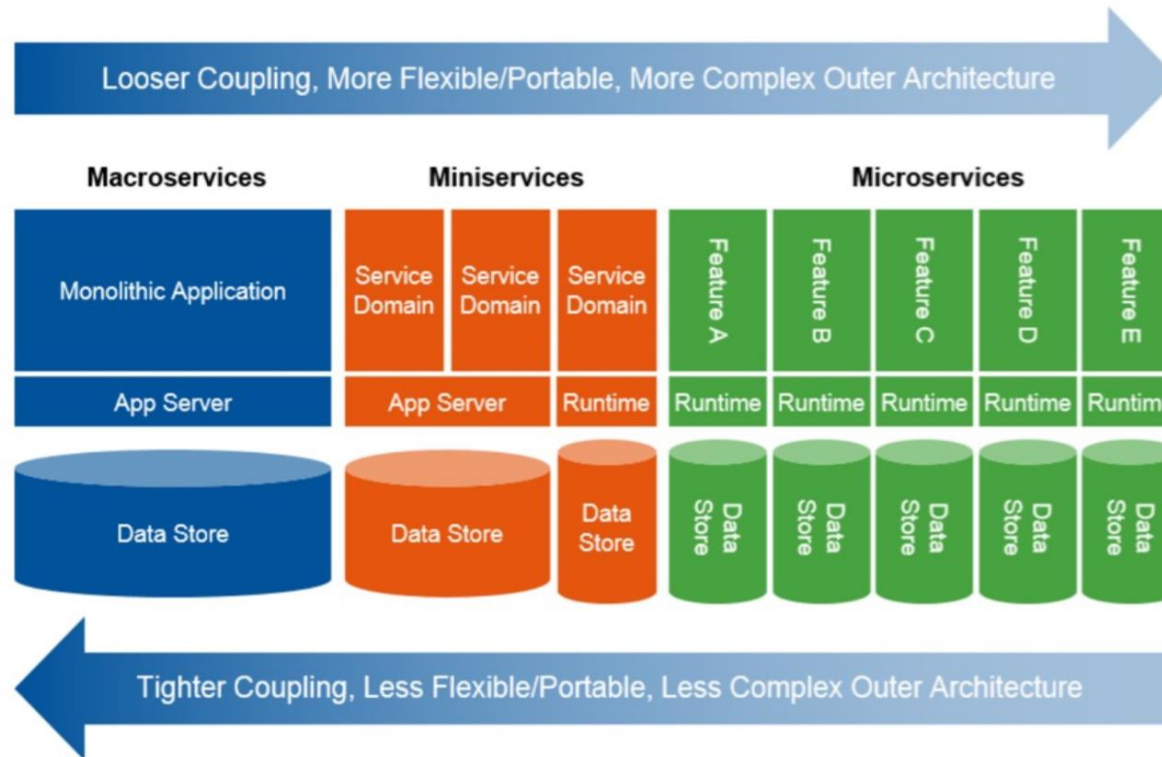 Looser Coupling, More Flexible/Portable, More Complex Outer Architecture
Macroservices
Miniservices
Microservices
Monolithic Application
Service
Domain
Service
Domain
Service
Domain
Feature A
Feature B
Feature C
Feature D
Feature E
App Server
App Server
Runtime
Runtime
Runtime
Runtime
Runtime
Runtime
Data Store
Data Store
Data
Store
Data
Store
Data
Store
Data
Store
Data
Store
Data
Store
Tighter Coupling, Less Flexible/Portable, Less Complex Outer Architecture